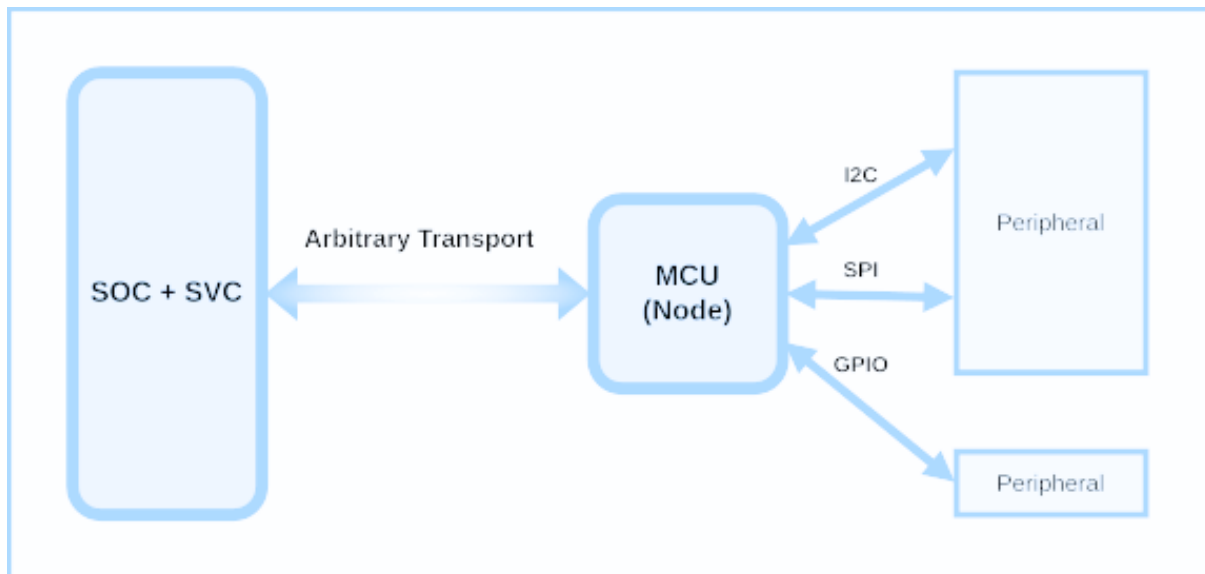 SOC + SVC
Arbitrary Transport
MCU
(Node)
I2C
SPI
GPIO
Peripheral
Peripheral